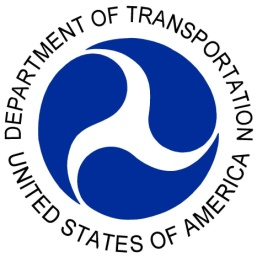 DEPARTMENT OF TRANSPORTATION
UNITED STATES OF AMERICA